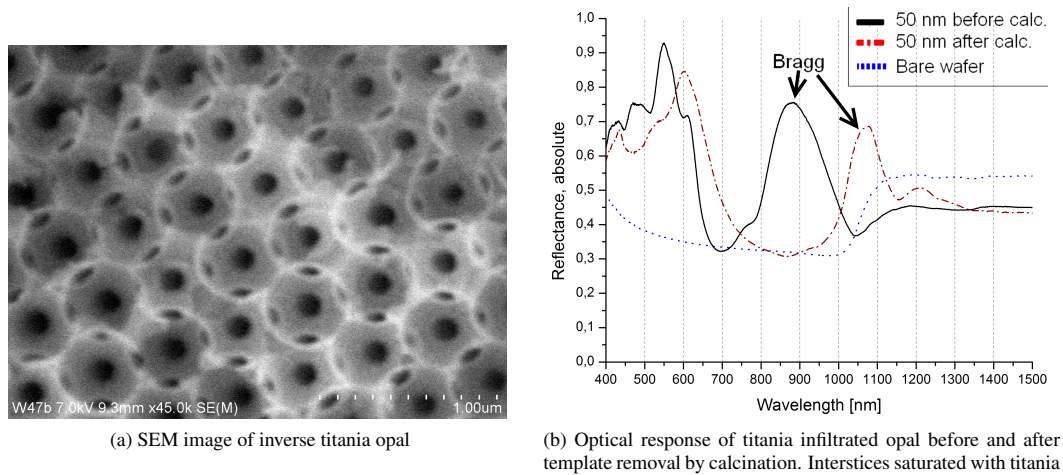 W47b 7.0kV 9.3mm x45.0k SE(M)
1.00um
(a) SEM image of inverse titania opal
Reflectance, absolute
1,0
0,9
0,8
0,7
0,6
0,5
0,4
0,3
0,2
0,1
0,0
50 nm before calc.
50 nm after calc.
Bare wafer
Bragg
400 500 600 700 800 900 1000 1100 1200 1300 1400 1500
Wavelength [nm]
(b) Optical response of titania infiltrated opal before and after
template removal by calcination. Interstices saturated with titania